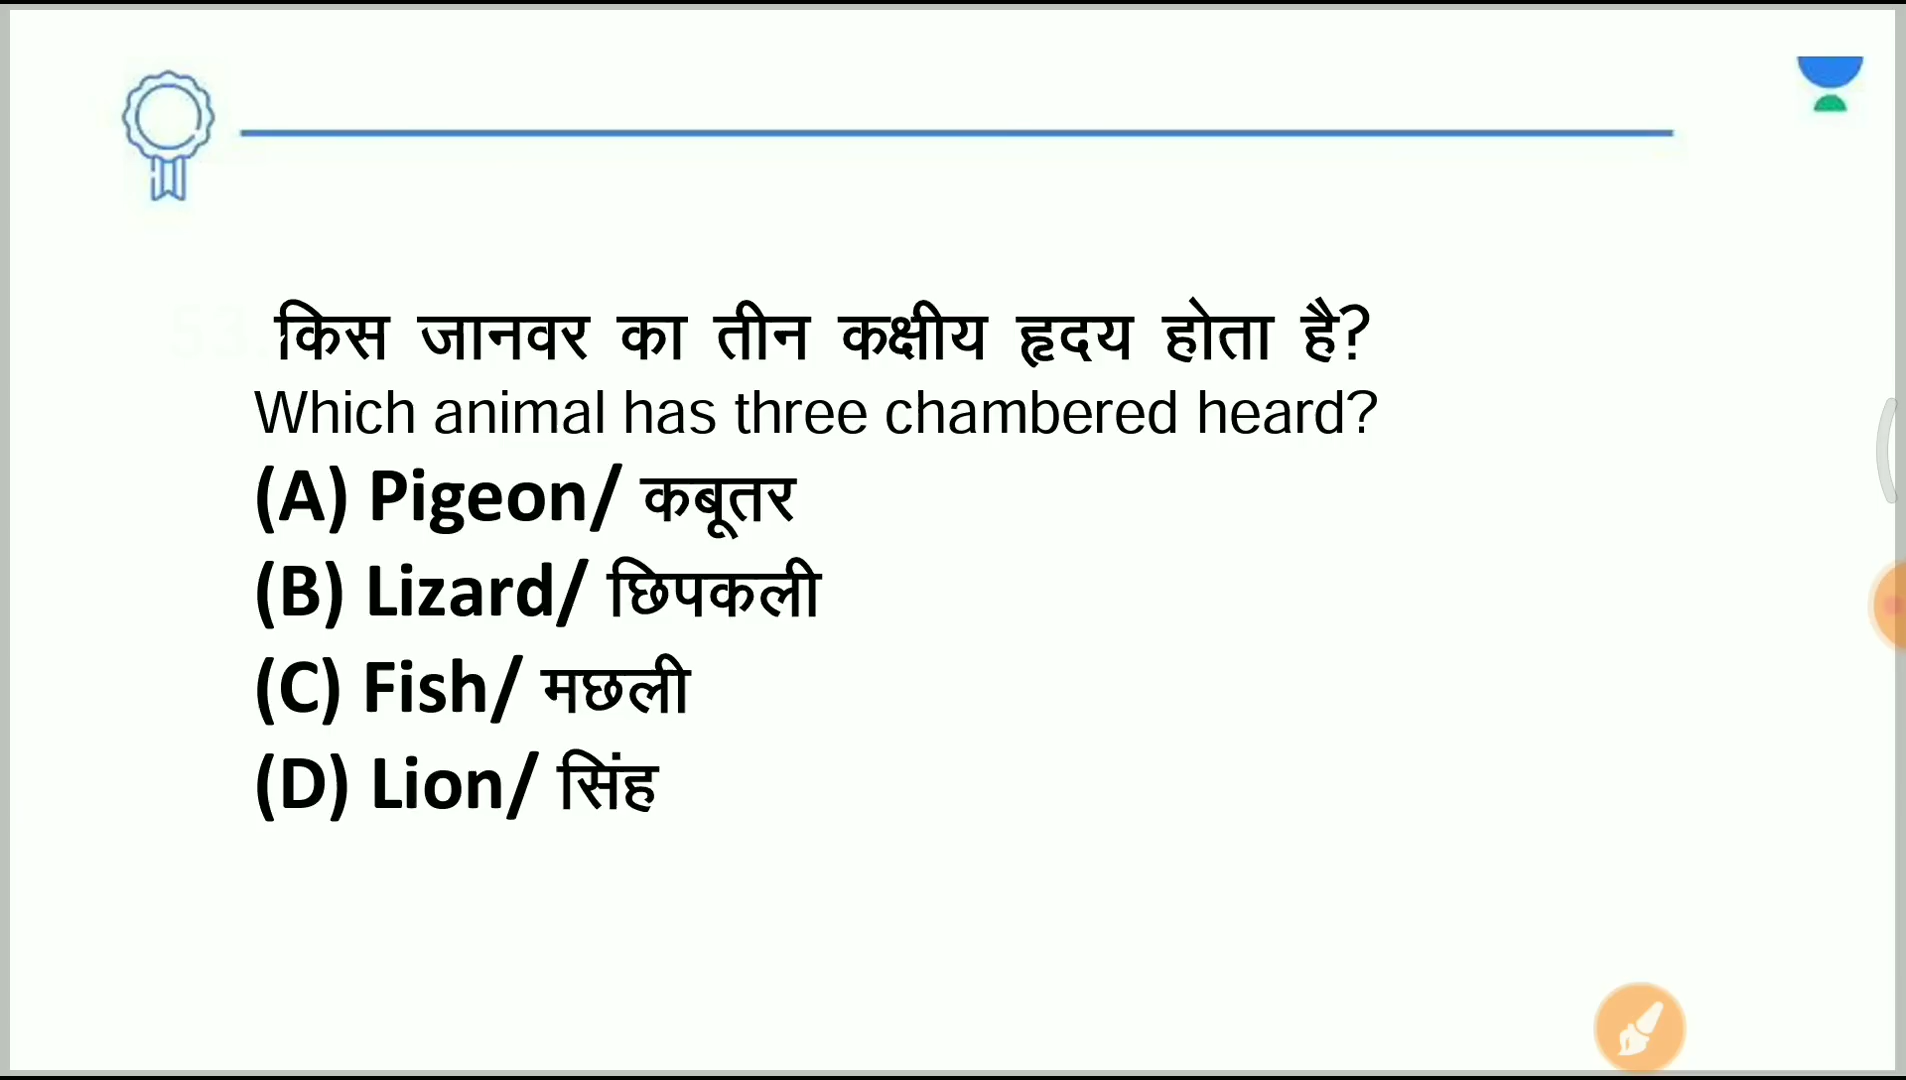 किस जानवर का तीन कक्षीय हृदय होता है?
Which animal has three chambered heard?
(A) Pigeon/ कबूतर
(B) Lizard/ छिपकली
(C) Fish/ मछली
(D) Lion/ सिंह